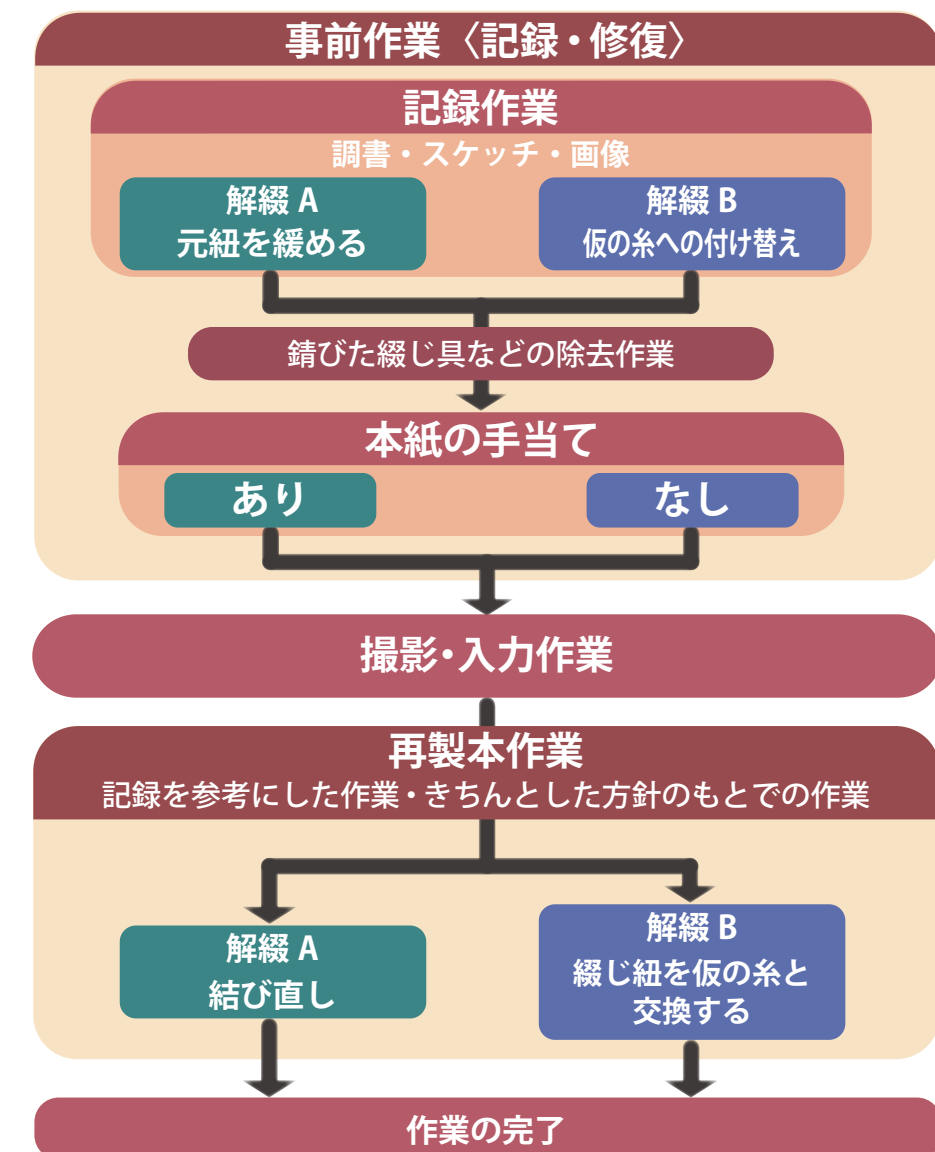 事前作業〈記録・修復〉
記録作業
調書・スケッチ・画像
解綴 A
元紐を緩める
解綴 B
仮の糸への付け替え
錆びた綴じ具などの除去作業
本紙の手当て
あり
なし
撮影・入力作業
再製本作業
記録を参考にした作業・きちんとした方針のもとでの作業
解綴 A
結び直し
解綴 B
綴じ紐を仮の糸と
交換する
作業の完了